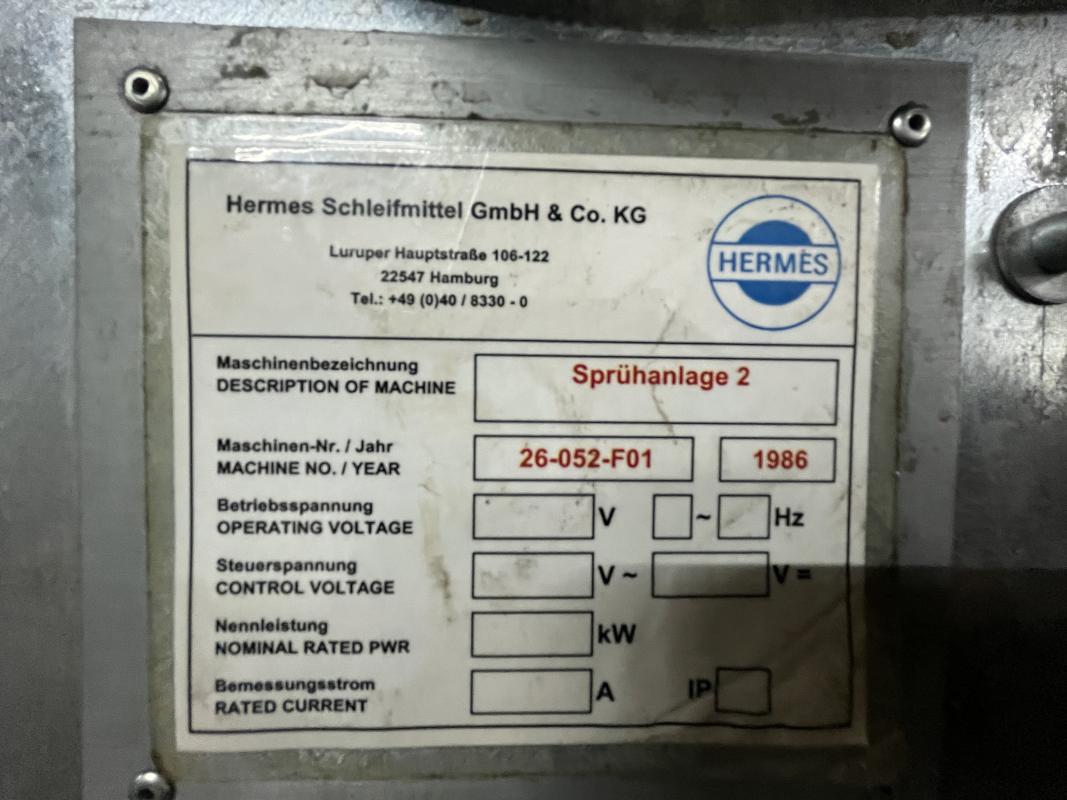 Hermes Schleifmittel GmbH & Co. KG
Luruper Hauptstraße 106-122
22547 Hamburg
Tel.: +49 (0)40 / 8330 - 0
HERMES
Maschinenbezeichnung
DESCRIPTION OF MACHINE
Sprühanlage 2
Maschinen-Nr. / Jahr
MACHINE NO. / YEAR
26-052-F01 1986
Betriebsspannung
OPERATING VOLTAGE
V ~ Hz
Steuerspannung
CONTROL VOLTAGE
V ~ V =
Nennleistung
NOMINAL RATED PWR
kW
Bemessungsstrom
RATED CURRENT
A IP